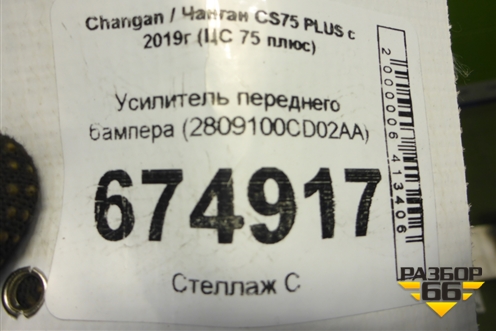 Changan / Чанган CS75 PLUS с
2019г (ЦС 75 плюс)
Усилитель переднего
бампера (2809100CD02AA)
674917
Стеллаж С
2000006413406
РАЗБОР
66